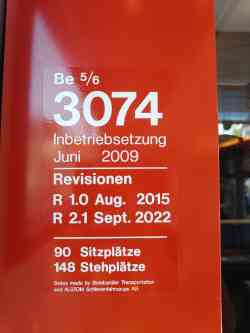 Be 5/6
3074
Inbetriebsetzung
Juni 2009
Revisionen
R 1.0 Aug. 2015
R 2.1 Sept. 2022
90 Sitzplätze
148 Stehplätze
Swiss made by Bombardier Transportation
and ALSTOM Schienenfahrzeuge AG